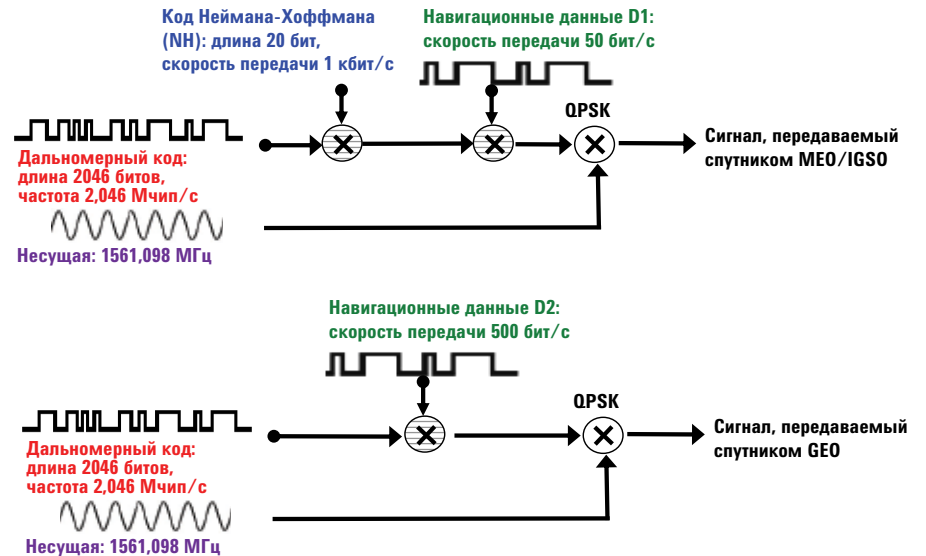 Код Неймана-Хоффмана
(NH): длина 20 бит,
скорость передачи 1 кбит/с
Навигационные данные D1:
скорость передачи 50 бит/с
QPSK
Сигнал, передаваемый
спутником MEO/IGSO
Дальномерный код:
длина 2046 битов,
частота 2,046 Мчип/с
Несущая: 1561,098 МГц
Навигационные данные D2:
скорость передачи 500 бит/с
QPSK
Сигнал, передаваемый
спутником GEO
Дальномерный код:
длина 2046 битов,
частота 2,046 Мчип/с
Несущая: 1561,098 МГц